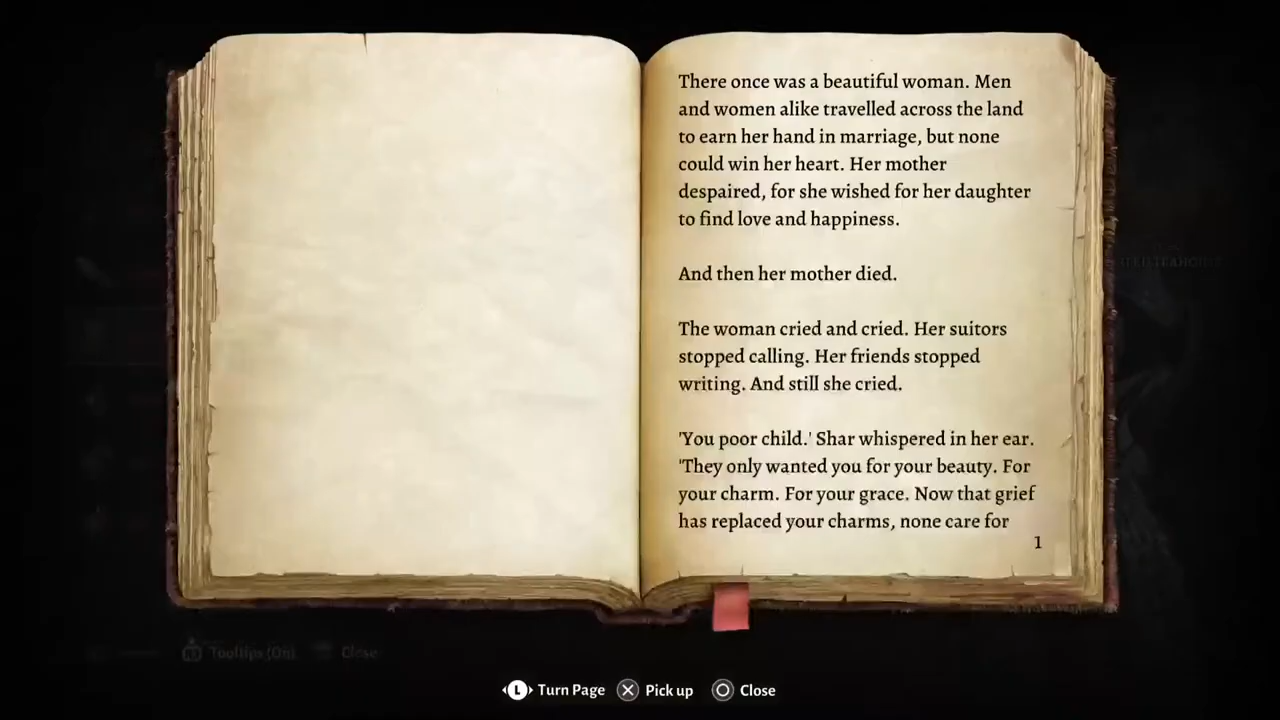 There once was a beautiful woman. Men
and women alike travelled across the land
to earn her hand in marriage, but none
could win her heart. Her mother
despaired, for she wished for her daughter
to find love and happiness.
And then her mother died.
The woman cried and cried. Her suitors
stopped calling. Her friends stopped
writing. And still she cried.
'You poor child.' Shar whispered in her ear.
'They only wanted you for your beauty. For
your charm. For your grace. Now that grief
has replaced your charms, none care for
1
Tooltips (On) Close
L Turn Page Pick up Close